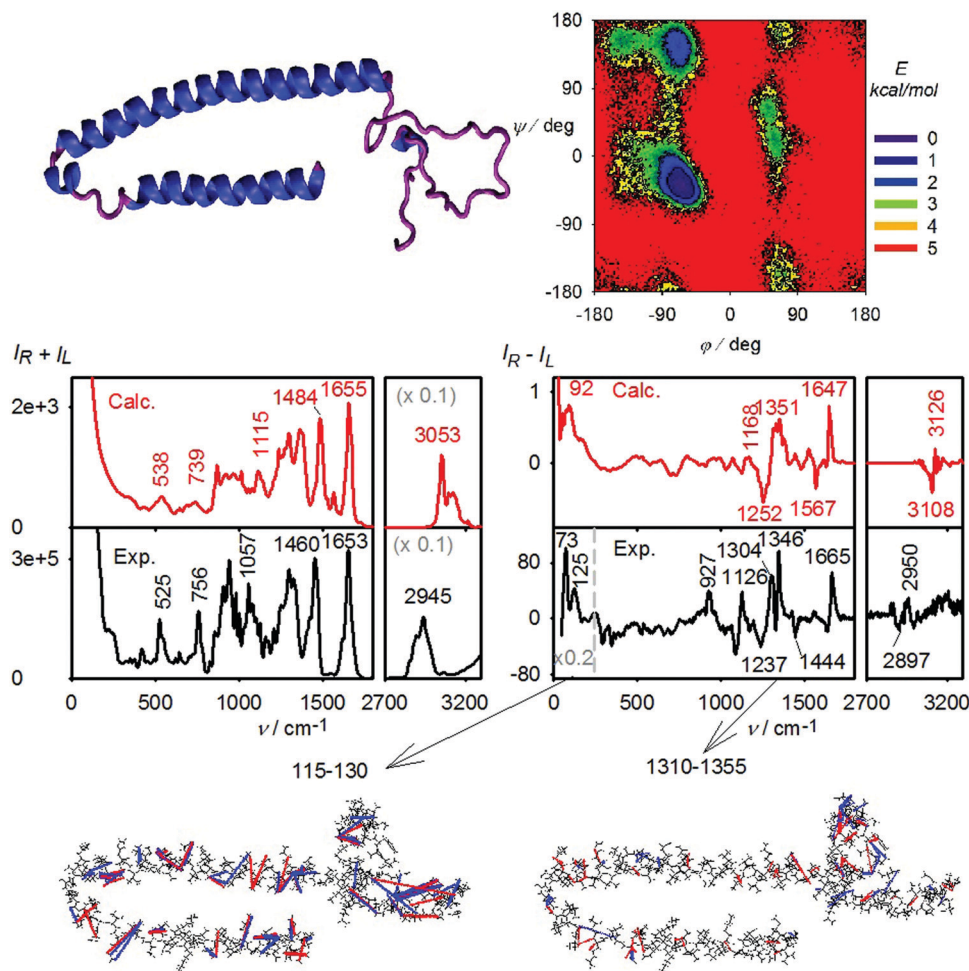 180
90
ψ / deg
0
-90
-180
-180 -90 0 90 180
φ / deg
E
kcal/mol
0
1
2
3
4
5
I_R + I_L
2e+3
0
Calc.
538
739
1115
1484
1655
(x 0.1)
3053
3e+5
0
Exp.
525
756
1057
1460
1653
(x 0.1)
2945
0 500 1000 1500 2700 3200
ν / cm-1
I_R - I_L
1
0
92
Calc.
1168
1351
1647
1252
1567
3126
3108
80
0
-80
73
125
Exp.
x0.2
927
1126
1304
1346
1665
1237
1444
2950
2897
0 500 1000 1500 2700 3200
ν / cm-1
115-130
1310-1355